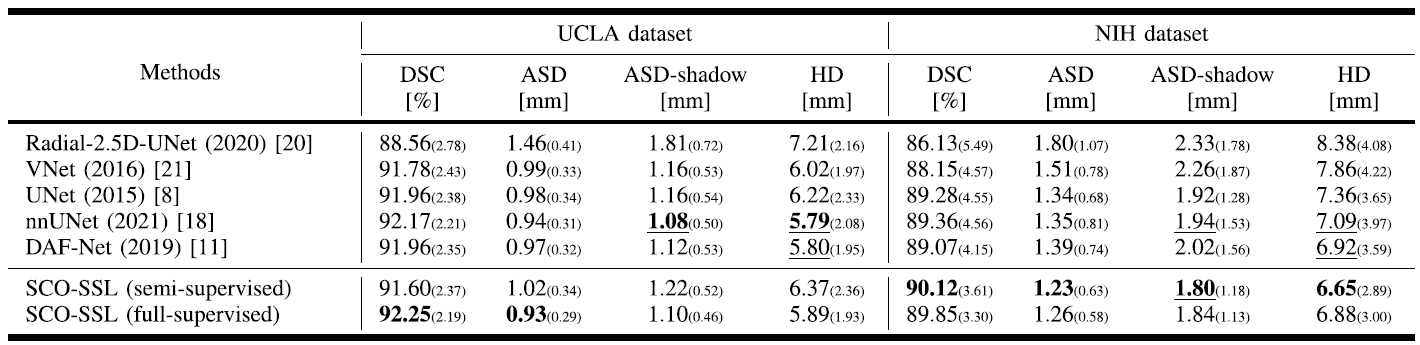 UCLA dataset NIH dataset
Methods DSC ASD ASD-shadow HD DSC ASD ASD-shadow HD
[%] [mm] [mm] [mm] [%] [mm] [mm] [mm]
Radial-2.5D-UNet (2020) [20] 88.56(2.78) 1.46(0.41) 1.81(0.72) 7.21(2.16) 86.13(5.49) 1.80(1.07) 2.33(1.78) 8.38(4.08)
VNet (2016) [21] 91.78(2.43) 0.99(0.33) 1.16(0.53) 6.02(1.97) 88.15(4.57) 1.51(0.78) 2.26(1.87) 7.86(4.22)
UNet (2015) [8] 91.96(2.38) 0.98(0.34) 1.16(0.54) 6.22(2.33) 89.28(4.55) 1.34(0.68) 1.92(1.28) 7.36(3.65)
nnUNet (2021) [18] 92.17(2.21) 0.94(0.31) 1.08(0.50) 5.79(2.08) 89.36(4.56) 1.35(0.81) 1.94(1.53) 7.09(3.97)
DAF-Net (2019) [11] 91.96(2.35) 0.97(0.32) 1.12(0.53) 5.80(1.95) 89.07(4.15) 1.39(0.74) 2.02(1.56) 6.92(3.59)
SCO-SSL (semi-supervised) 91.60(2.37) 1.02(0.34) 1.22(0.52) 6.37(2.36) 90.12(3.61) 1.23(0.63) 1.80(1.18) 6.65(2.89)
SCO-SSL (full-supervised) 92.25(2.19) 0.93(0.29) 1.10(0.46) 5.89(1.93) 89.85(3.30) 1.26(0.58) 1.84(1.13) 6.88(3.00)